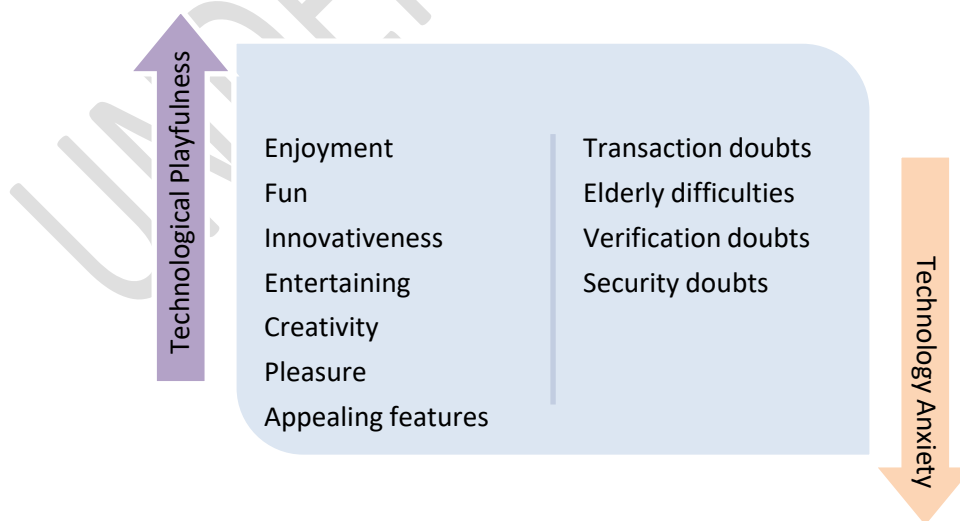 Technological Playfulness
Enjoyment
Fun
Innovativeness
Entertaining
Creativity
Pleasure
Appealing features
Transaction doubts
Elderly difficulties
Verification doubts
Security doubts
Technology Anxiety